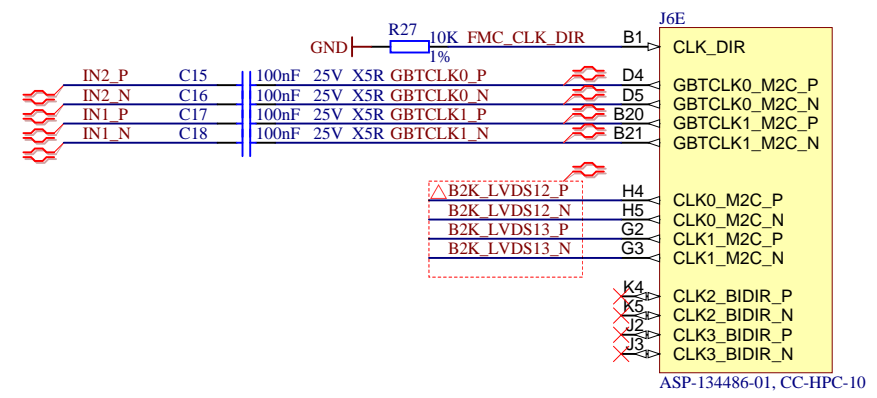 J6E
R27 10K FMC_CLK_DIR B1 CLK_DIR
GND 1%
IN2_P C15 100nF 25V X5R GBTCLK0_P D4 GBTCLK0_M2C_P
IN2_N C16 100nF 25V X5R GBTCLK0_N D5 GBTCLK0_M2C_N
IN1_P C17 100nF 25V X5R GBTCLK1_P B20 GBTCLK1_M2C_P
IN1_N C18 100nF 25V X5R GBTCLK1_N B21 GBTCLK1_M2C_N
B2K_LVDS12_P H4 CLK0_M2C_P
B2K_LVDS12_N H5 CLK0_M2C_N
B2K_LVDS13_P G2 CLK1_M2C_P
B2K_LVDS13_N G3 CLK1_M2C_N
K4 CLK2_BIDIR_P
K5 CLK2_BIDIR_N
J2 CLK3_BIDIR_P
J3 CLK3_BIDIR_N
ASP-134486-01, CC-HPC-10